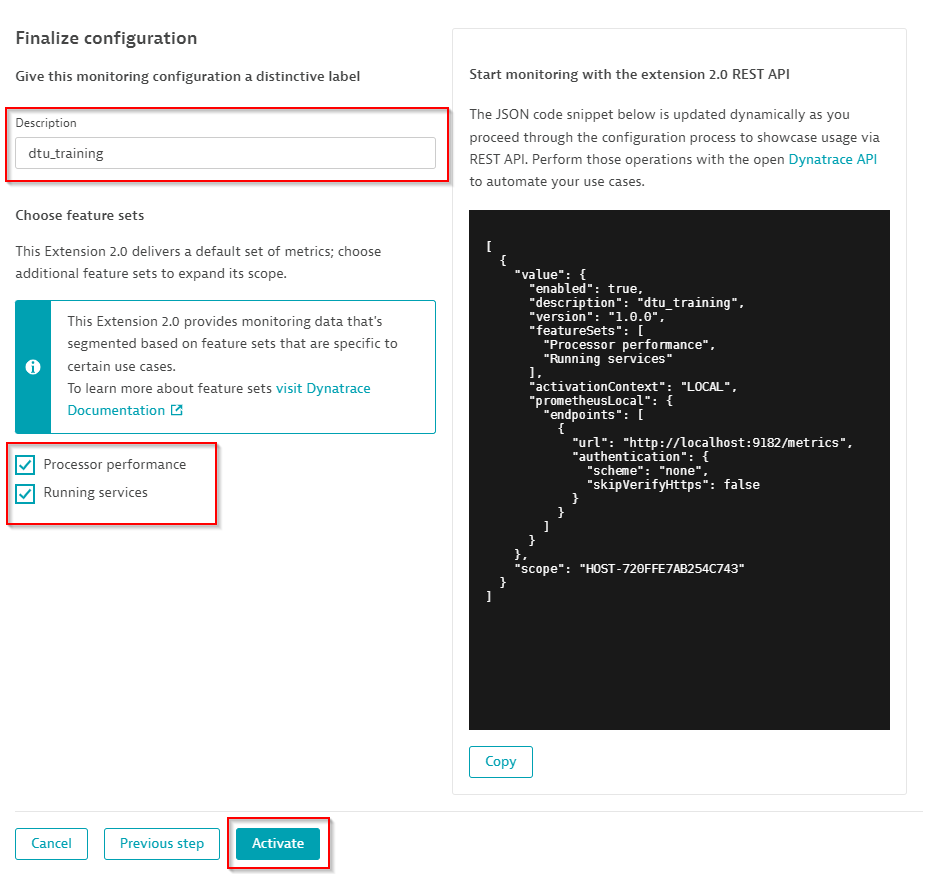 Finalize configuration
Give this monitoring configuration a distinctive label
Description
dtu_training
Choose feature sets
This Extension 2.0 delivers a default set of metrics; choose
additional feature sets to expand its scope.
This Extension 2.0 provides monitoring data that's
segmented based on feature sets that are specific to
certain use cases.
To learn more about feature sets visit Dynatrace
Documentation
Processor performance
Running services
Start monitoring with the extension 2.0 REST API
The JSON code snippet below is updated dynamically as you
proceed through the configuration process to showcase usage via
REST API. Perform those operations with the open Dynatrace API
to automate your use cases.
[
  {
    "value": {
      "enabled": true,
      "description": "dtu_training",
      "version": "1.0.0",
      "featureSets": [
        "Processor performance",
        "Running services"
      ],
      "activationContext": "LOCAL",
      "prometheusLocal": {
        "endpoints": [
          {
            "url": "http://localhost:9182/metrics",
            "authentication": {
              "scheme": "none",
              "skipVerifyHttps": false
            }
          }
        ]
      }
    },
    "scope": "HOST-720FFE7AB254C743"
  }
]
Copy
Cancel
Previous step
Activate